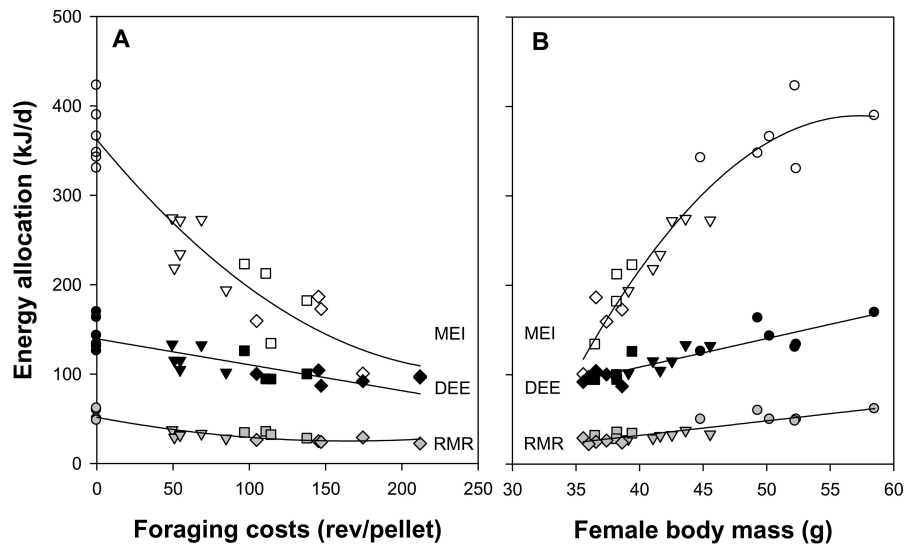 A
B
500
400
300
200
100
0
Energy allocation (kJ/d)
MEI
DEE
RMR
MEI
DEE
RMR
0 50 100 150 200 250
30 35 40 45 50 55 60
Foraging costs (rev/pellet)
Female body mass (g)